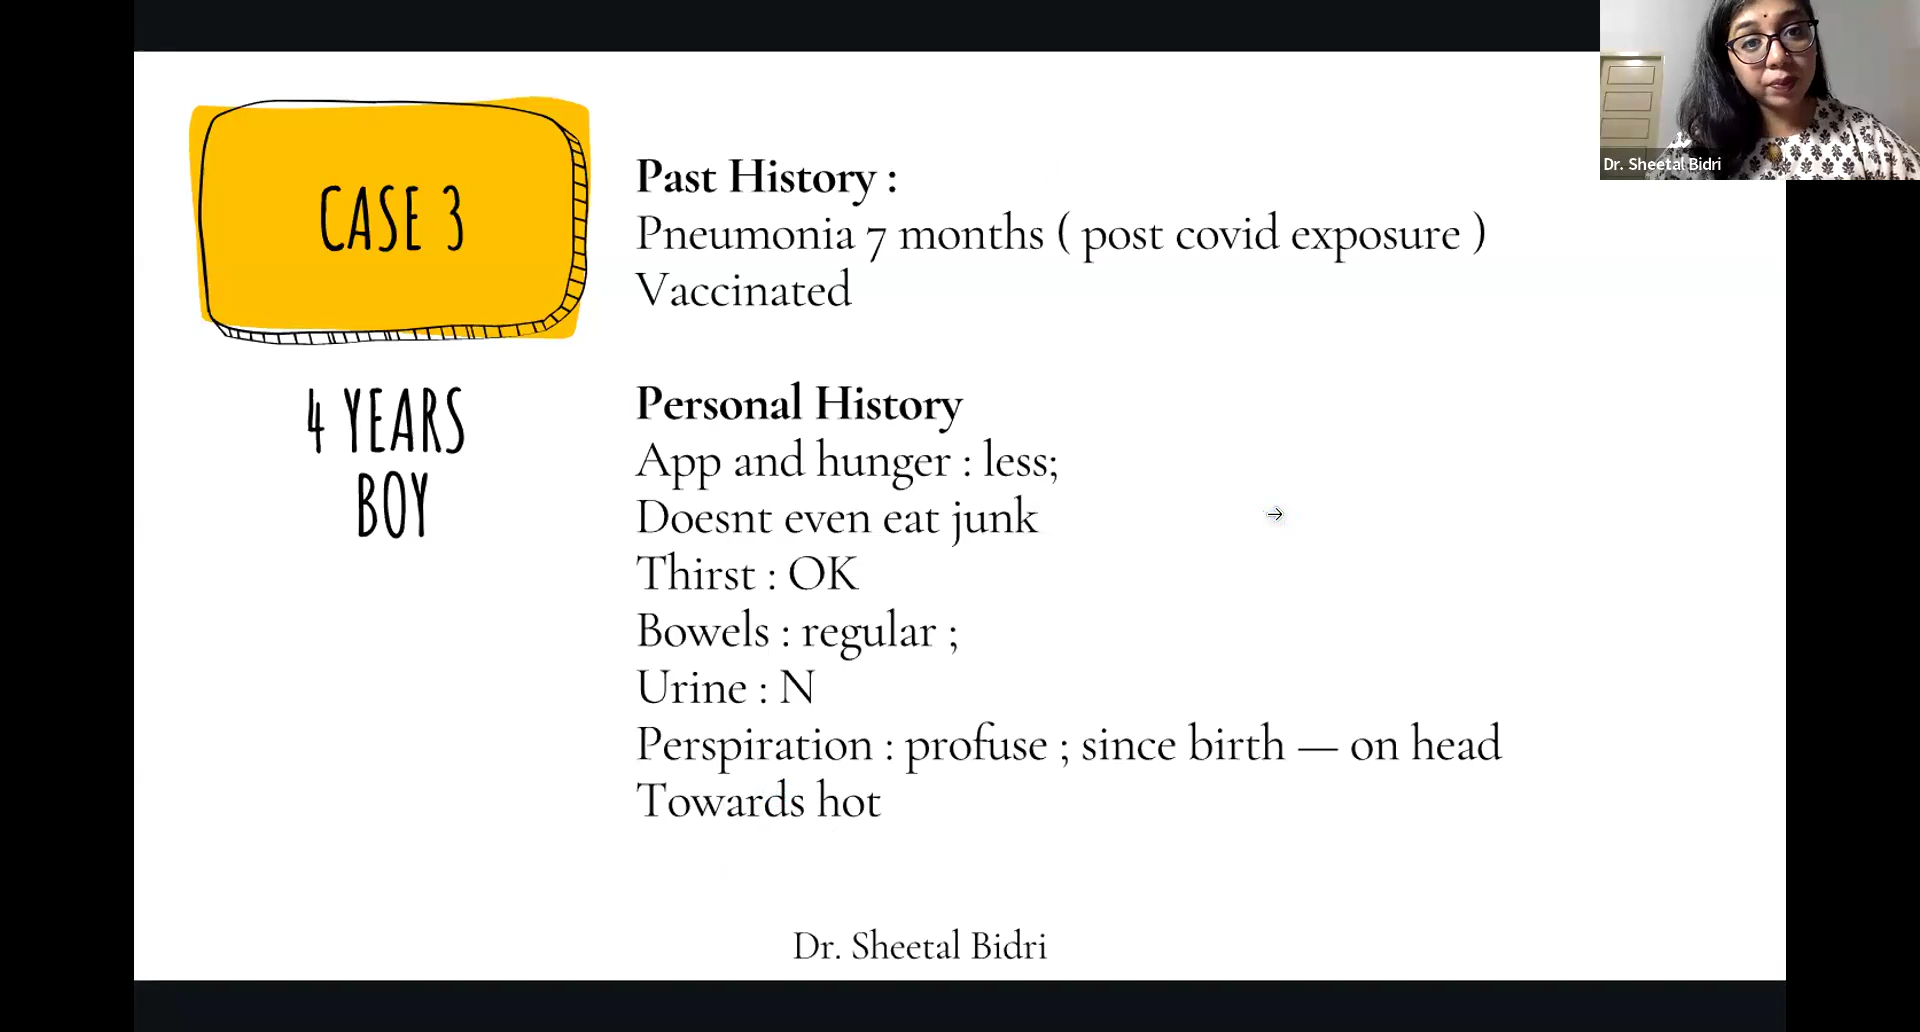 Dr. Sheetal Bidri
CASE 3
4 YEARS
BOY
Past History :
Pneumonia 7 months ( post covid exposure )
Vaccinated
Personal History
App and hunger : less;
Doesnt even eat junk
Thirst : OK
Bowels : regular ;
Urine : N
Perspiration : profuse ; since birth — on head
Towards hot
Dr. Sheetal Bidri